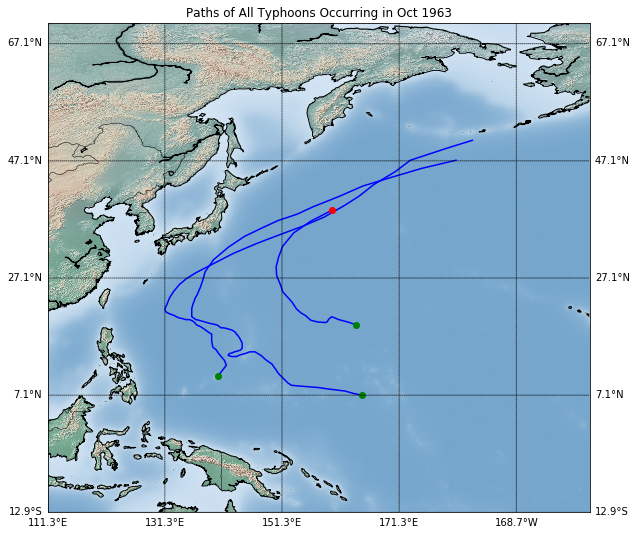 Paths of All Typhoons Occurring in Oct 1963
67.1°N 67.1°N
47.1°N 47.1°N
27.1°N 27.1°N
7.1°N 7.1°N
12.9°S 12.9°S
111.3°E 131.3°E 151.3°E 171.3°E 168.7°W